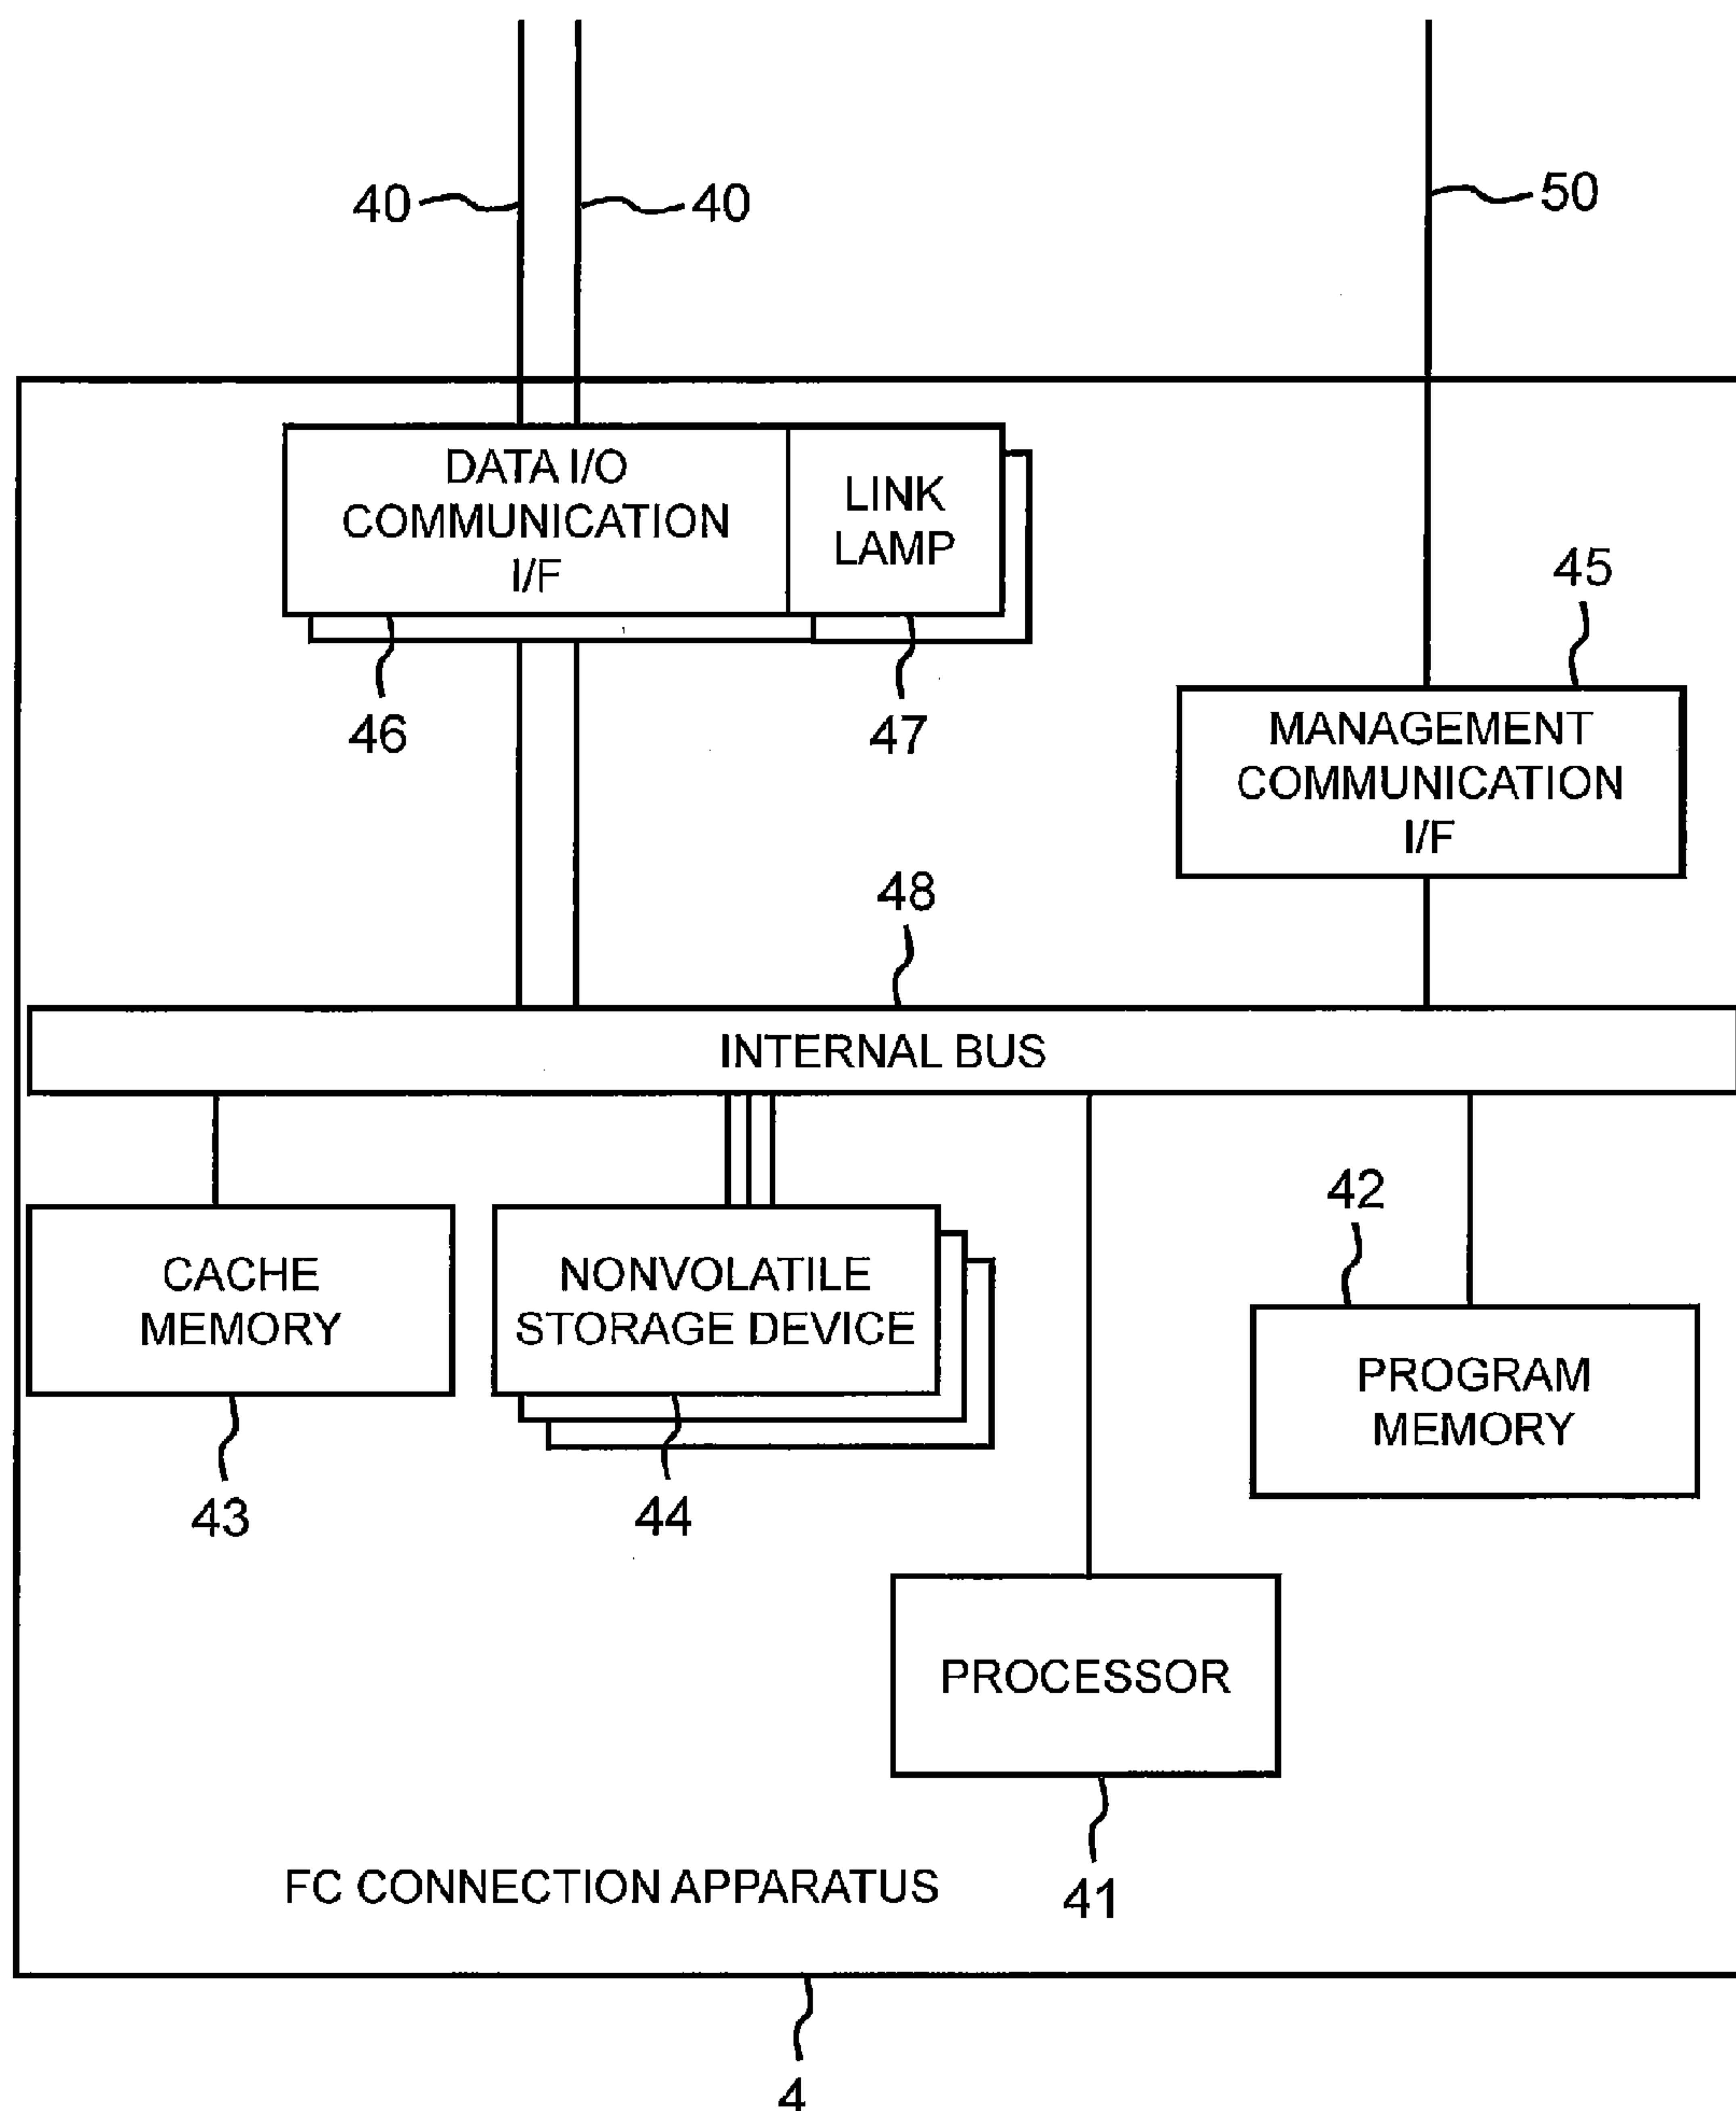 40
40
50
DATA I/O
COMMUNICATION
I/F
LINK
LAMP
45
46
47
MANAGEMENT
COMMUNICATION
I/F
48
INTERNAL BUS
42
CACHE
MEMORY
NONVOLATILE
STORAGE DEVICE
PROGRAM
MEMORY
43
44
PROCESSOR
FC CONNECTION APPARATUS
41
4